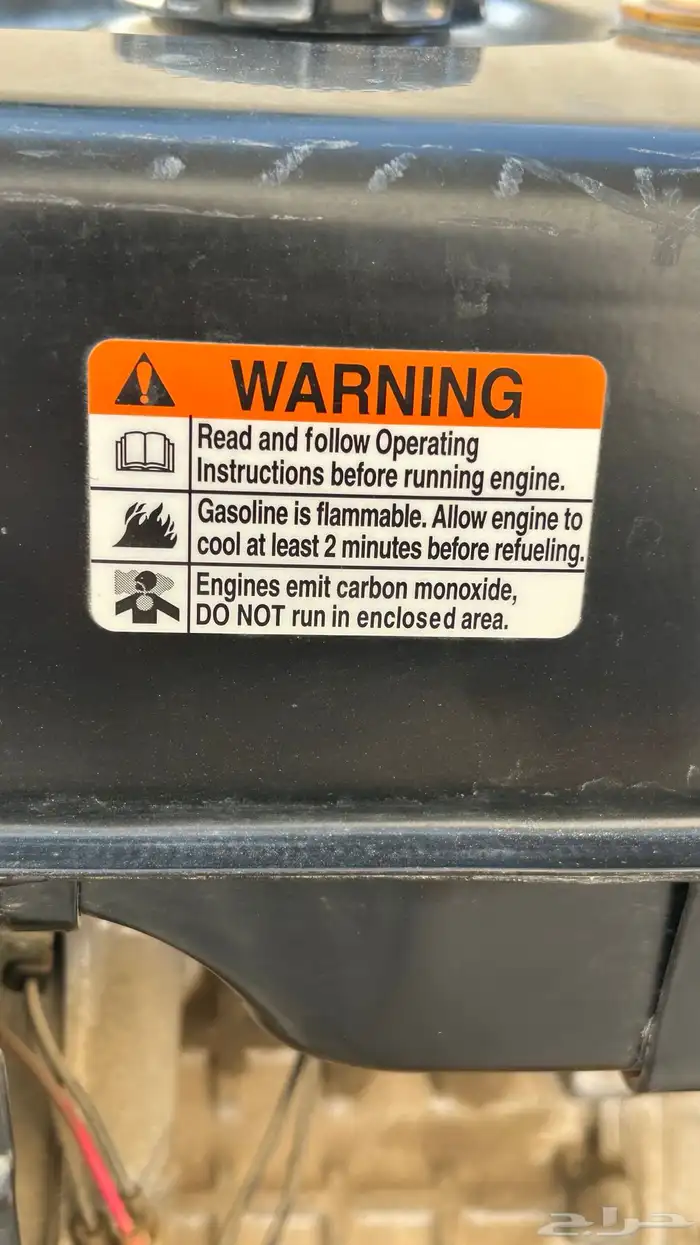 WARNING
Read and follow Operating
Instructions before running engine.
Gasoline is flammable. Allow engine to
cool at least 2 minutes before refueling.
Engines emit carbon monoxide,
DO NOT run in enclosed area.
حراج